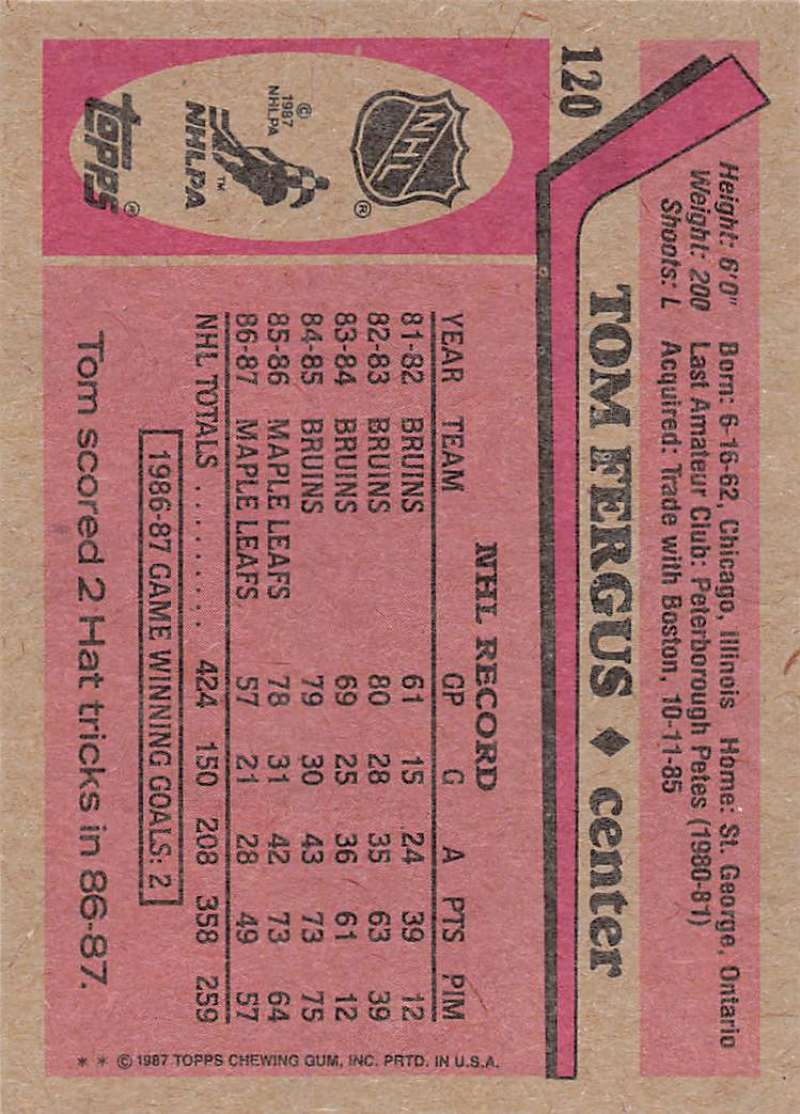 120
Height: 6'0" Born: 6-16-62, Chicago, Illinois Home: St. George, Ontario
Weight: 200 Last Amateur Club: Peterborough Petes (1980-81)
Shoots: L Acquired: Trade with Boston, 10-11-85
TOM FERGUS ♦ center
NHL
®
© 1987 NHLPA
™
NHLPA
TOPPS®
NHL RECORD
YEAR TEAM GP G A PTS PIM
81-82 BRUINS 61 15 24 39 12
82-83 BRUINS 80 28 35 63 39
83-84 BRUINS 69 25 36 61 12
84-85 BRUINS 79 30 43 73 75
85-86 MAPLE LEAFS 78 31 42 73 64
86-87 MAPLE LEAFS 57 21 28 49 57
NHL TOTALS ......... 424 150 208 358 259
1986-87 GAME WINNING GOALS: 2
Tom scored 2 Hat tricks in 86-87.
* * © 1987 TOPPS CHEWING GUM, INC. PRTD. IN U.S.A.